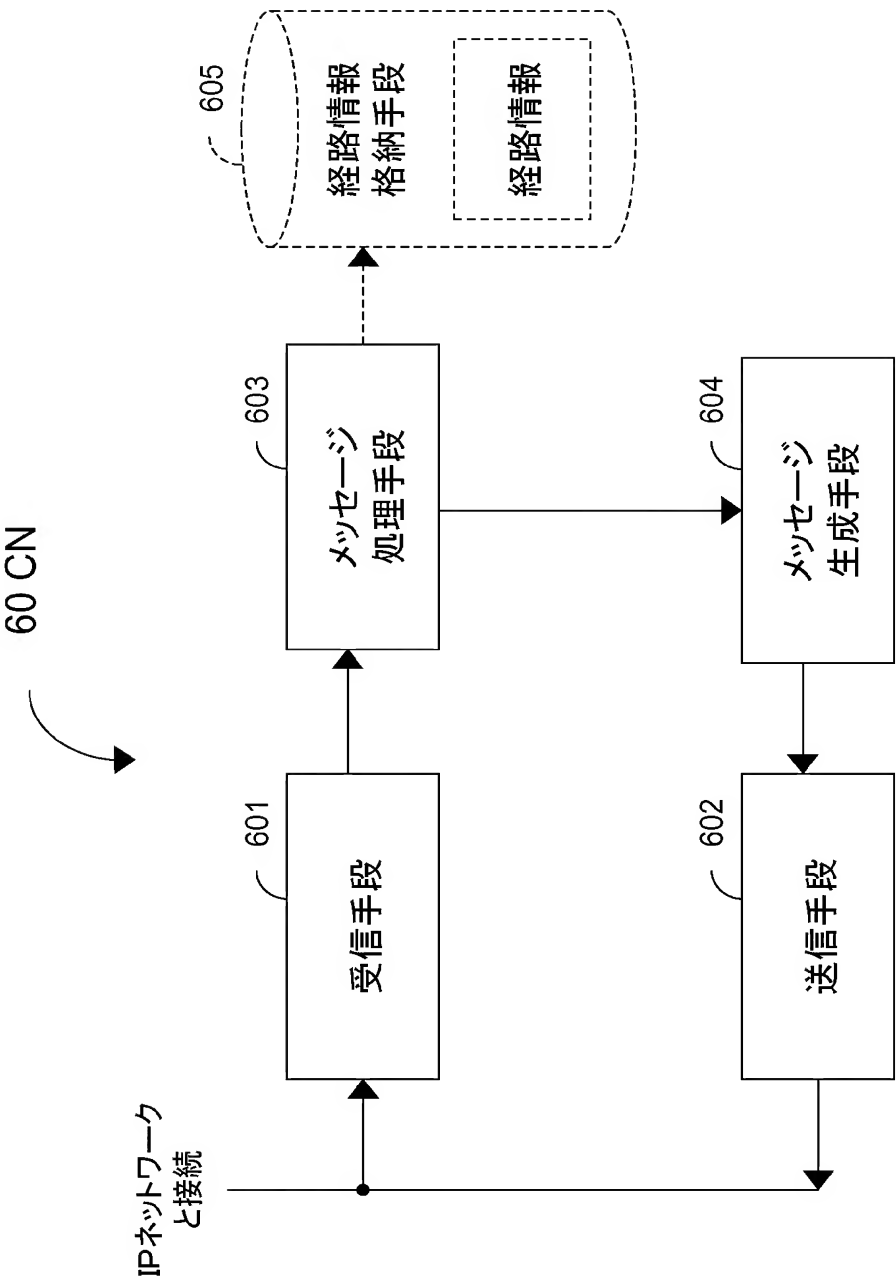 60 CN
IPネットワーク
と接続
601
受信手段
603
メッセージ
処理手段
605
経路情報
格納手段
経路情報
602
送信手段
604
メッセージ
生成手段